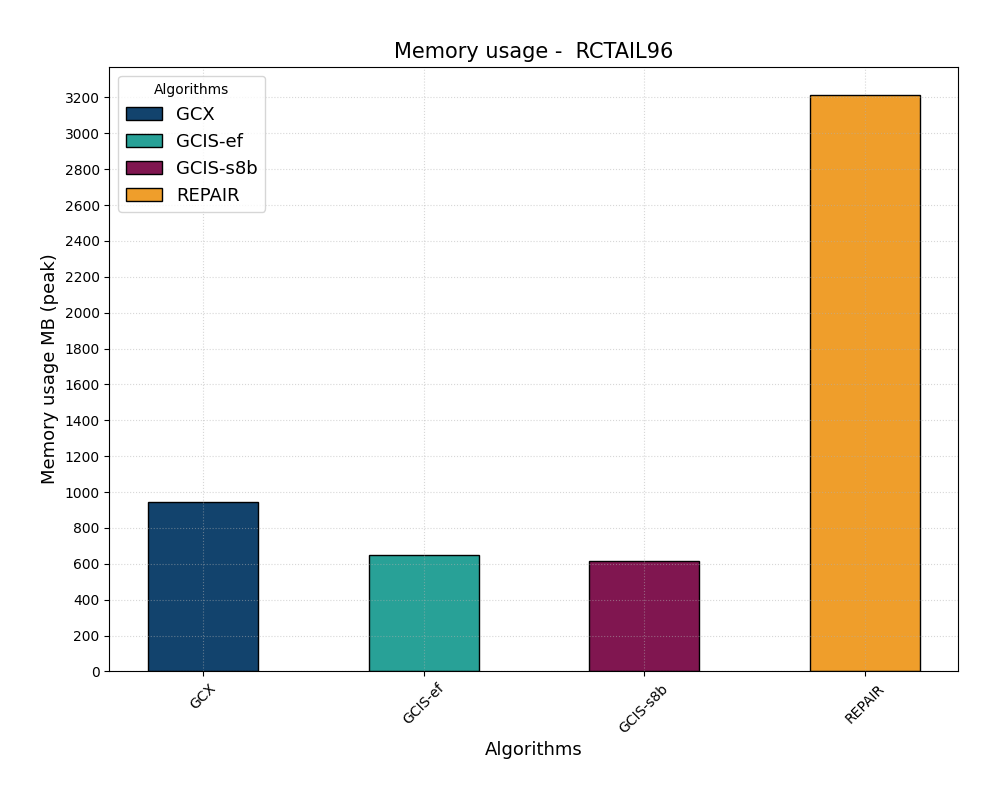 Memory usage -  RCTAIL96
Algorithms
GCX
GCIS-ef
GCIS-s8b
REPAIR
Memory usage MB (peak)
3200
3000
2800
2600
2400
2200
2000
1800
1600
1400
1200
1000
800
600
400
200
0
GCX
GCIS-ef
GCIS-s8b
REPAIR
Algorithms